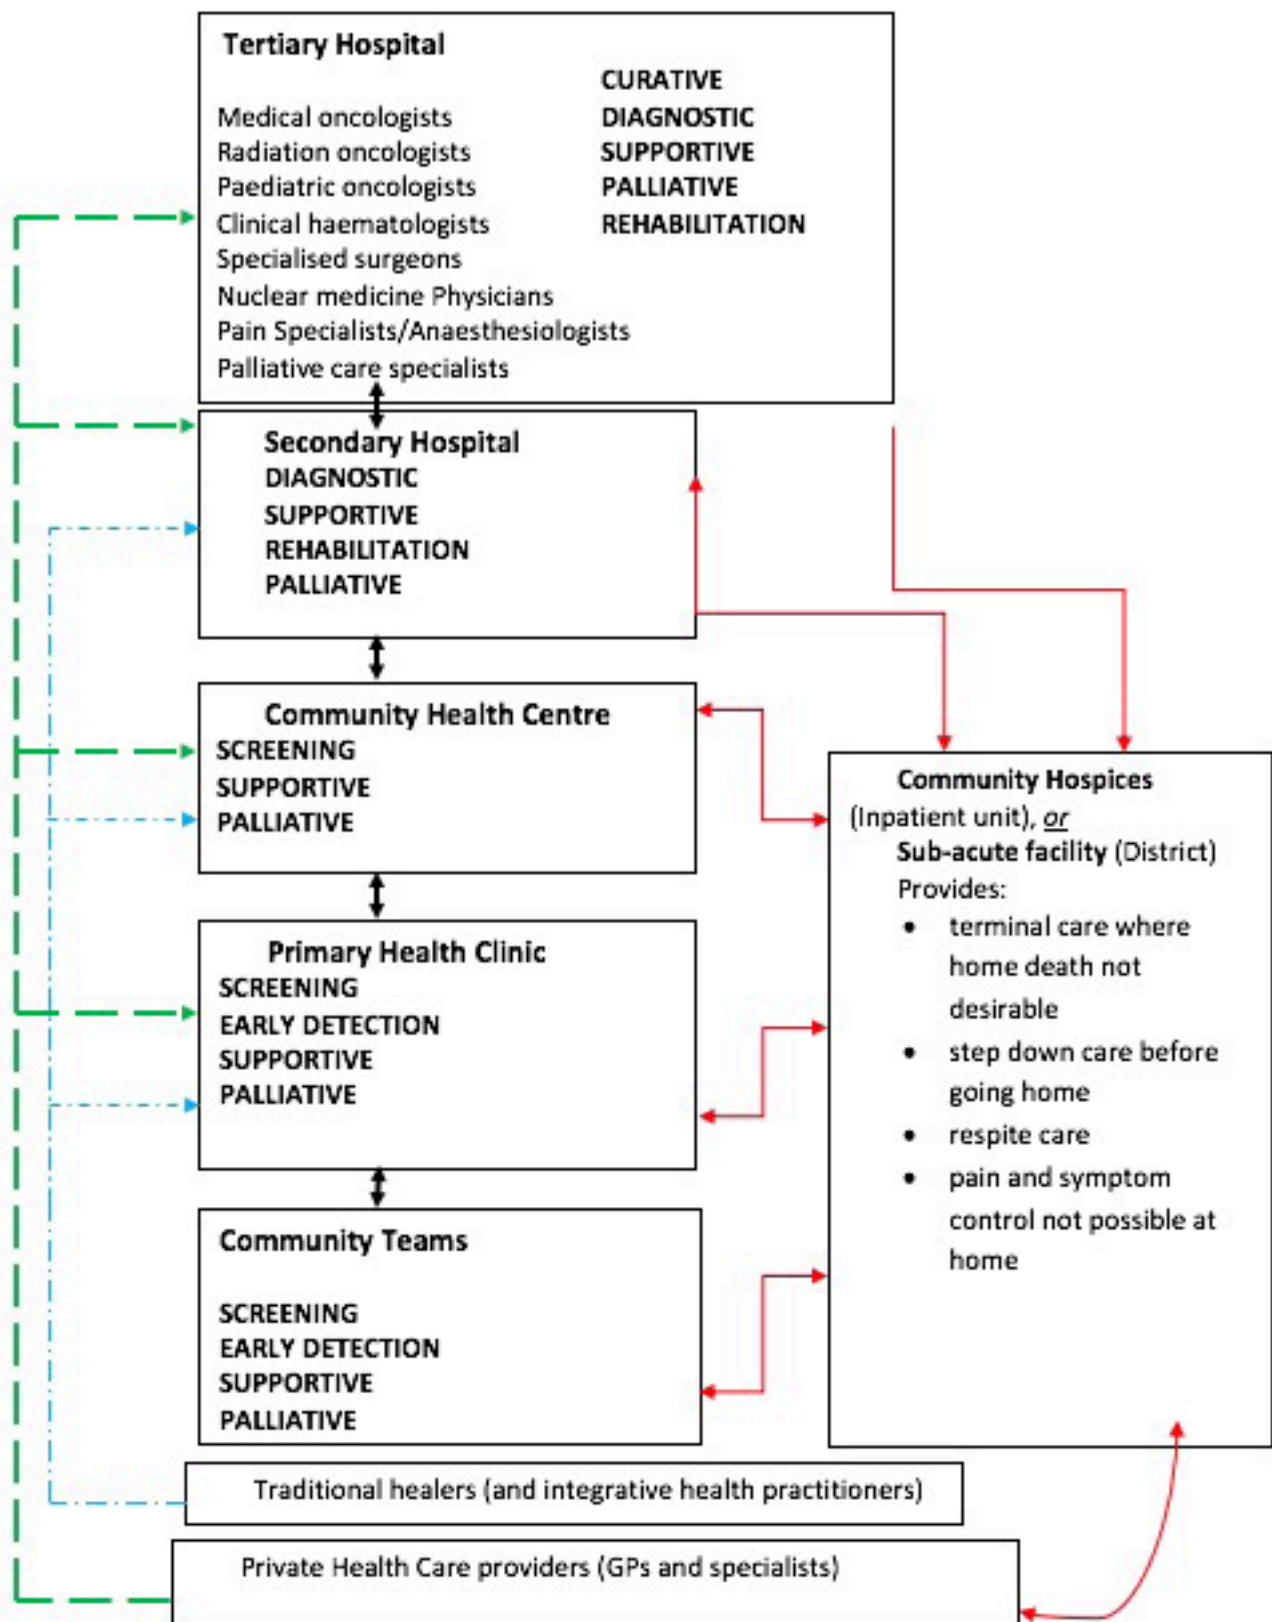 Tertiary Hospital
CURATIVE
Medical oncologists
DIAGNOSTIC
Radiation oncologists
SUPPORTIVE
Paediatric oncologists
PALLIATIVE
Clinical haematologists
REHABILITATION
Specialised surgeons
Nuclear medicine Physicians
Pain Specialists/Anaesthesiologists
Palliative care specialists
Secondary Hospital
DIAGNOSTIC
SUPPORTIVE
REHABILITATION
PALLIATIVE
Community Health Centre
SCREENING
SUPPORTIVE
PALLIATIVE
Primary Health Clinic
SCREENING
EARLY DETECTION
SUPPORTIVE
PALLIATIVE
Community Teams
SCREENING
EARLY DETECTION
SUPPORTIVE
PALLIATIVE
Community Hospices
(Inpatient unit), or
Sub-acute facility (District)
Provides:
• terminal care where
home death not
desirable
• step down care before
going home
• respite care
• pain and symptom
control not possible at
home
Traditional healers (and integrative health practitioners)
Private Health Care providers (GPs and specialists)